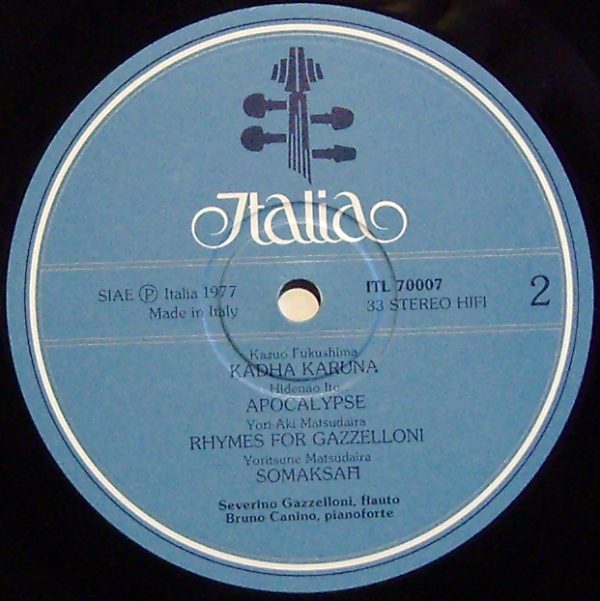 Italia
SIAE Ⓟ Italia 1977
Made in Italy
ITL 70007
33 STEREO HIFI
2
Kazuo Fukushima
KADHA KARUNA
Hidenao Ito
APOCALYPSE
Yori-Aki Matsudaira
RHYMES FOR GAZZELLONI
Yoritsune Matsudaira
SOMAKSAH
Severino Gazzelloni, flauto
Bruno Canino, pianoforte